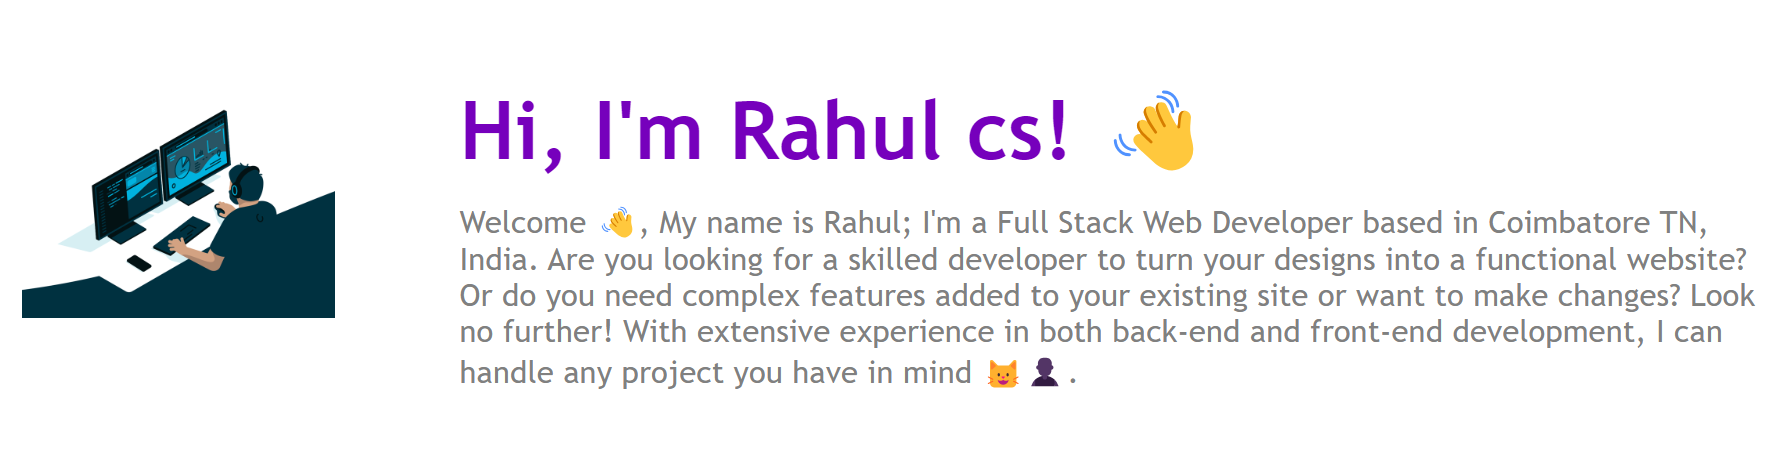 Hi, I'm Rahul cs! 👋
Welcome 👋, My name is Rahul; I'm a Full Stack Web Developer based in Coimbatore TN,
India. Are you looking for a skilled developer to turn your designs into a functional website?
Or do you need complex features added to your existing site or want to make changes? Look
no further! With extensive experience in both back-end and front-end development, I can
handle any project you have in mind 😺👤.